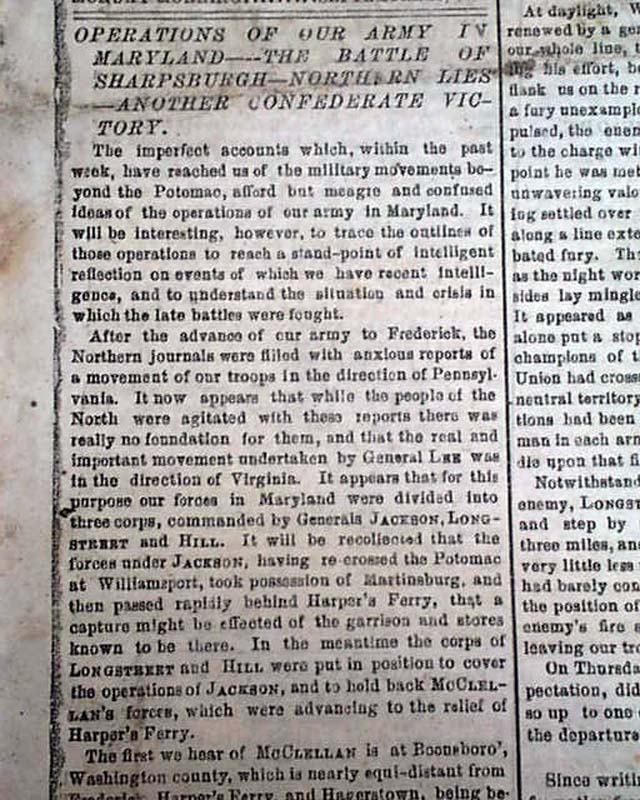 OPERATIONS OF OUR ARMY IN
MARYLAND—--THE BATTLE OF
SHARPSBURGH—NORTHERN LIES
—ANOTHER CONFEDERATE VIC-
TORY.
The imperfect accounts which, within the past
week, have reached us of the military movements be-
yond the Potomac, afford but meagre and confused
ideas of the operations of our army in Maryland. It
will be interesting, however, to trace the outlines of
those operations to reach a stand-point of intelligent
reflection on events of which we have recent intelli-
gence, and to understand the situation and crisis in
which the late battles were fought.
After the advance of our army to Frederick, the
Northern journals were filled with anxious reports of
a movement of our troops in the direction of Pennsyl-
vania. It now appears that while the people of the
North were agitated with these reports there was
really no foundation for them, and that the real and
important movement undertaken by General LEE was
in the direction of Virginia. It appears that for this
purpose our forces in Maryland were divided into
three corps, commanded by Generals JACKSON, LONG-
STREET and HILL. It will be recollected that the
forces under JACKSON, having re-crossed the Potomac
at Williamsport, took possession of Martinsburg, and
then passed rapidly behind Harper's Ferry, that a
capture might be effected of the garrison and stores
known to be there. In the meantime the corps of
LONGSTREET and HILL were put in position to cover
the operations of JACKSON, and to hold back MCCLEL-
LAN'S forces, which were advancing to the relief of
Harper's Ferry.
The first we hear of MCCLELLAN is at Boonsboro',
Washington county, which is nearly equi-distant from
Frederick, Harper's Ferry, and Hagerstown, being be-
At daylight, W
renewed by a gen
our whole line, t
his effort, be
flank us on the r
a fury unexampl
pulsed, the enem
to the charge wit
point he was met
unwavering valo
ing settled over
along a line exte
bated fury. Th
as the night wor
sides lay mingle
It appeared as
alone put a stop
champions of t
Union had crosse
neutral territory
tions had been
man in each arm
die upon that fi
Notwithstand
enemy, LONGST
and step by
three miles, an
very little less
had barely con
the position of
enemy's fire s
leaving our tro
On Thursda
pectation, did
so up to one
the departure
Since writi